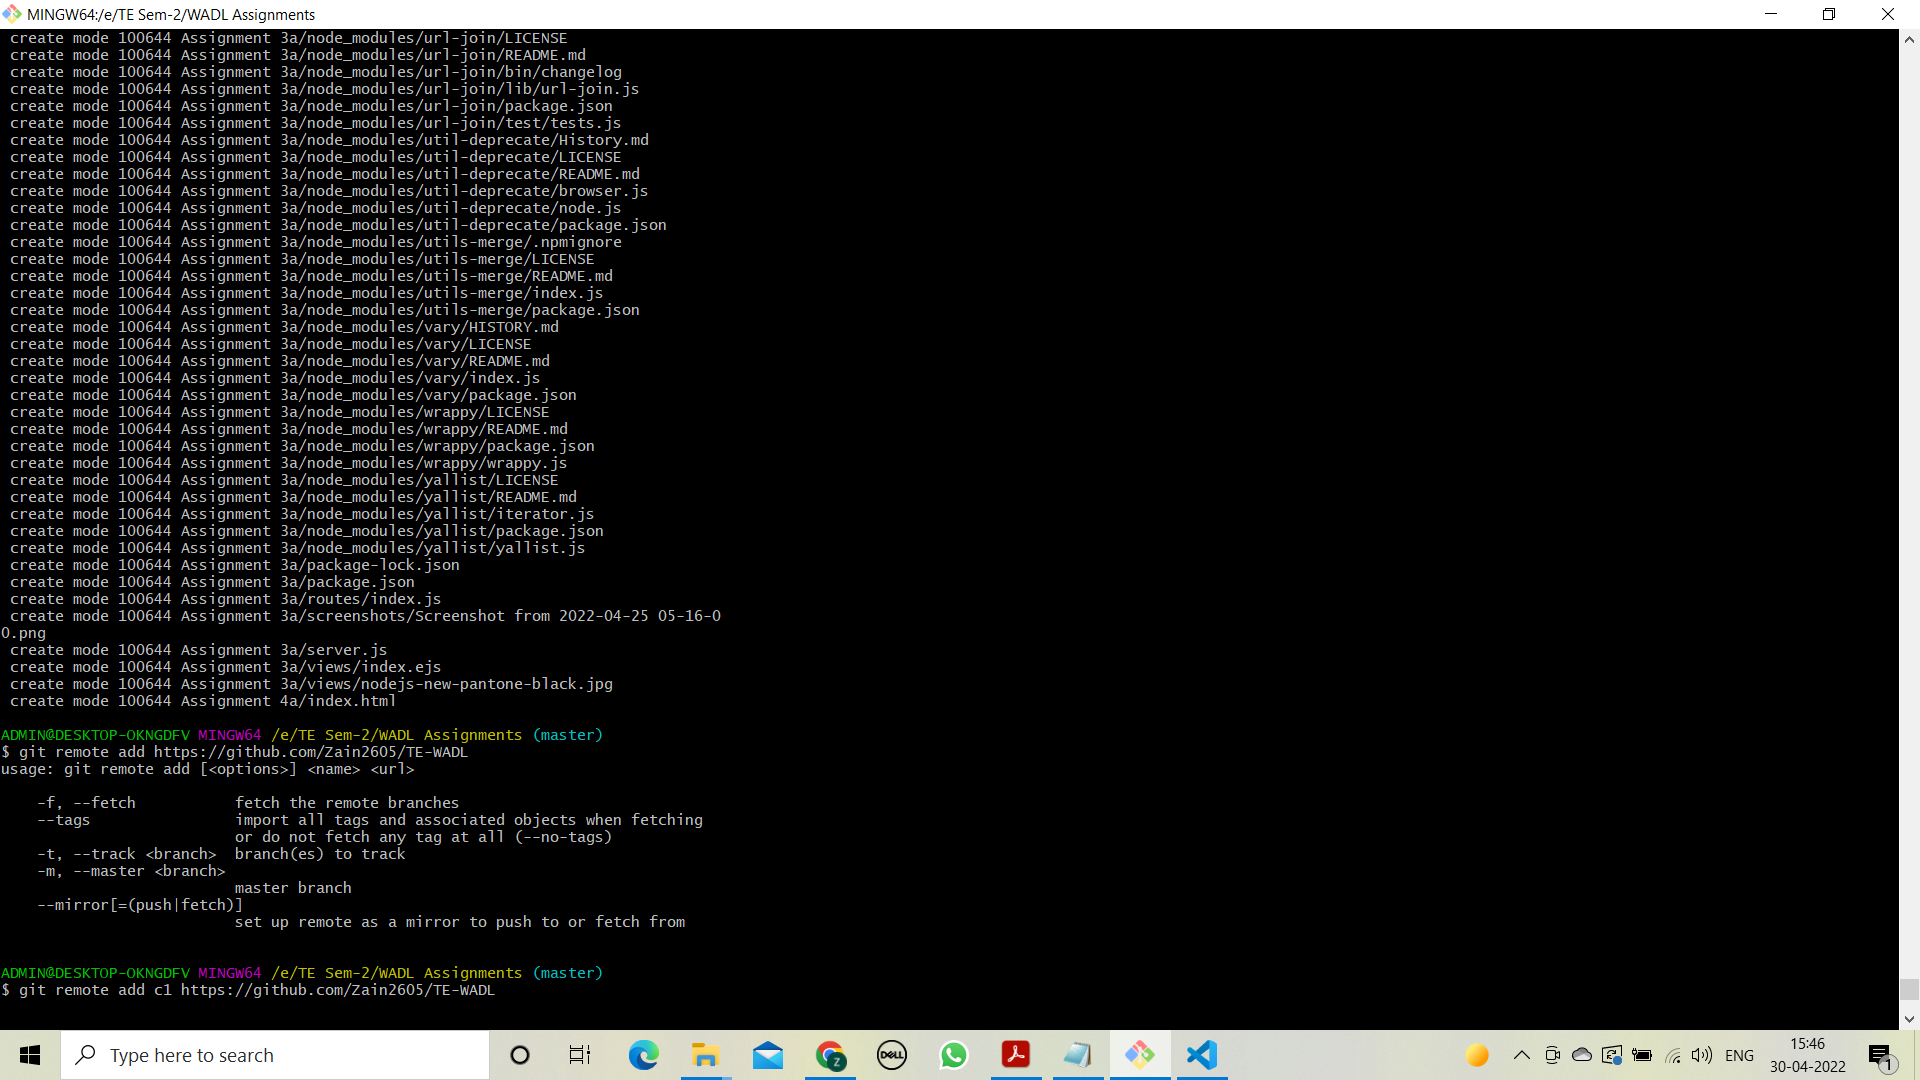 MINGW64:/e/TE Sem-2/WADL Assignments
create mode 100644 Assignment 3a/node_modules/url-join/LICENSE
create mode 100644 Assignment 3a/node_modules/url-join/README.md
create mode 100644 Assignment 3a/node_modules/url-join/bin/changelog
create mode 100644 Assignment 3a/node_modules/url-join/lib/url-join.js
create mode 100644 Assignment 3a/node_modules/url-join/package.json
create mode 100644 Assignment 3a/node_modules/url-join/test/tests.js
create mode 100644 Assignment 3a/node_modules/util-deprecate/History.md
create mode 100644 Assignment 3a/node_modules/util-deprecate/LICENSE
create mode 100644 Assignment 3a/node_modules/util-deprecate/README.md
create mode 100644 Assignment 3a/node_modules/util-deprecate/browser.js
create mode 100644 Assignment 3a/node_modules/util-deprecate/node.js
create mode 100644 Assignment 3a/node_modules/util-deprecate/package.json
create mode 100644 Assignment 3a/node_modules/utils-merge/.npmignore
create mode 100644 Assignment 3a/node_modules/utils-merge/LICENSE
create mode 100644 Assignment 3a/node_modules/utils-merge/README.md
create mode 100644 Assignment 3a/node_modules/utils-merge/index.js
create mode 100644 Assignment 3a/node_modules/utils-merge/package.json
create mode 100644 Assignment 3a/node_modules/vary/HISTORY.md
create mode 100644 Assignment 3a/node_modules/vary/LICENSE
create mode 100644 Assignment 3a/node_modules/vary/README.md
create mode 100644 Assignment 3a/node_modules/vary/index.js
create mode 100644 Assignment 3a/node_modules/vary/package.json
create mode 100644 Assignment 3a/node_modules/wrappy/LICENSE
create mode 100644 Assignment 3a/node_modules/wrappy/README.md
create mode 100644 Assignment 3a/node_modules/wrappy/package.json
create mode 100644 Assignment 3a/node_modules/wrappy/wrappy.js
create mode 100644 Assignment 3a/node_modules/yallist/LICENSE
create mode 100644 Assignment 3a/node_modules/yallist/README.md
create mode 100644 Assignment 3a/node_modules/yallist/iterator.js
create mode 100644 Assignment 3a/node_modules/yallist/package.json
create mode 100644 Assignment 3a/node_modules/yallist/yallist.js
create mode 100644 Assignment 3a/package-lock.json
create mode 100644 Assignment 3a/package.json
create mode 100644 Assignment 3a/routes/index.js
create mode 100644 Assignment 3a/screenshots/Screenshot from 2022-04-25 05-16-0
0.png
create mode 100644 Assignment 3a/server.js
create mode 100644 Assignment 3a/views/index.ejs
create mode 100644 Assignment 3a/views/nodejs-new-pantone-black.jpg
create mode 100644 Assignment 4a/index.html
ADMIN@DESKTOP-OKNGDFV MINGW64 /e/TE Sem-2/WADL Assignments (master)
$ git remote add https://github.com/Zain2605/TE-WADL
usage: git remote add [<options>] <name> <url>
-f, --fetch fetch the remote branches
--tags import all tags and associated objects when fetching
or do not fetch any tag at all (--no-tags)
-t, --track <branch> branch(es) to track
-m, --master <branch>
master branch
--mirror[=(push|fetch)]
set up remote as a mirror to push to or fetch from
ADMIN@DESKTOP-OKNGDFV MINGW64 /e/TE Sem-2/WADL Assignments (master)
$ git remote add c1 https://github.com/Zain2605/TE-WADL
Type here to search
Z
DELL
ENG
15:46
30-04-2022
1